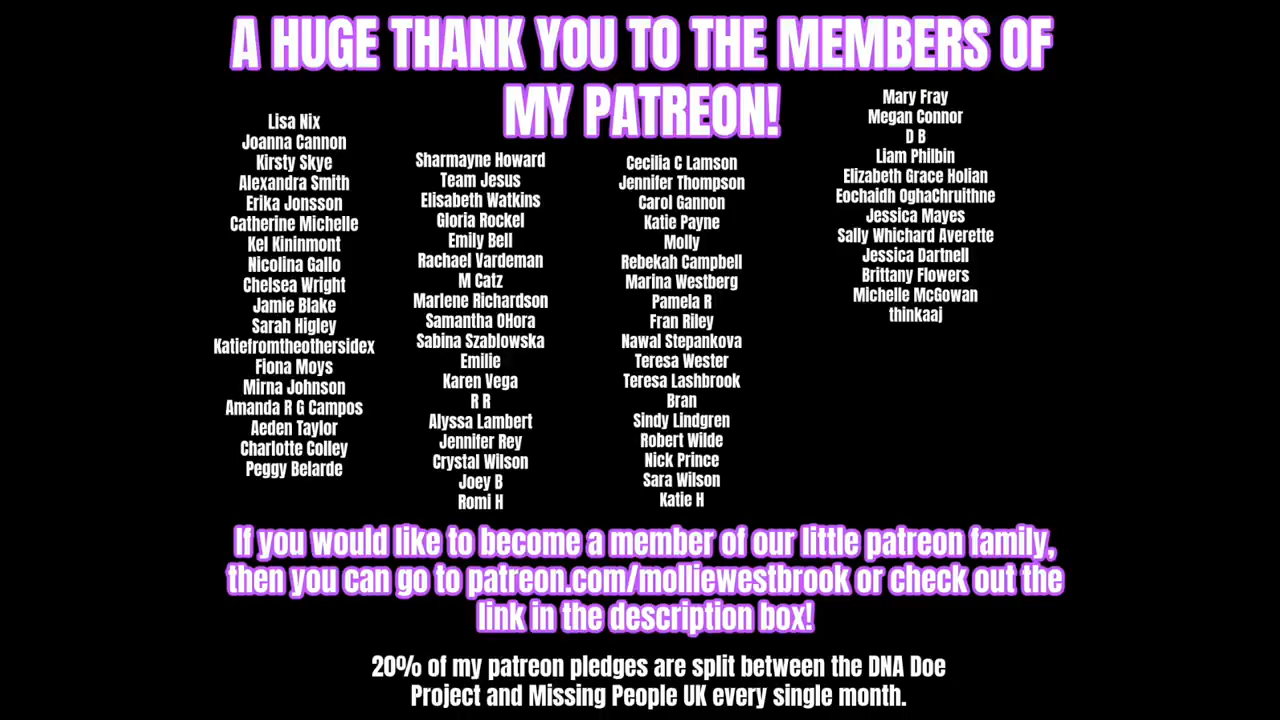 A HUGE THANK YOU TO THE MEMBERS OF
MY PATREON!
Lisa Nix
Joanna Cannon
Kirsty Skye
Alexandra Smith
Erika Jonsson
Catherine Michelle
Kel Kininmont
Nicolina Gallo
Chelsea Wright
Jamie Blake
Sarah Higley
Katiefromtheothersidex
Fiona Moys
Mirna Johnson
Amanda R G Campos
Aeden Taylor
Charlotte Colley
Peggy Belarde
Sharmayne Howard
Team Jesus
Elisabeth Watkins
Gloria Rockel
Emily Bell
Rachael Vardeman
M Catz
Marlene Richardson
Samantha OHora
Sabina Szablowska
Emilie
Karen Vega
R R
Alyssa Lambert
Jennifer Rey
Crystal Wilson
Joey B
Romi H
Cecilia C Lamson
Jennifer Thompson
Carol Gannon
Katie Payne
Molly
Rebekah Campbell
Marina Westberg
Pamela R
Fran Riley
Nawal Stepankova
Teresa Wester
Teresa Lashbrook
Bran
Sindy Lindgren
Robert Wilde
Nick Prince
Sara Wilson
Katie H
Mary Fray
Megan Connor
D B
Liam Philbin
Elizabeth Grace Holian
Eochaidh OghaChruithne
Jessica Mayes
Sally Whichard Averette
Jessica Dartnell
Brittany Flowers
Michelle McGowan
thinkaaj
If you would like to become a member of our little patreon family,
then you can go to patreon.com/molliewestbrook or check out the
link in the description box!
20% of my patreon pledges are split between the DNA Doe
Project and Missing People UK every single month.